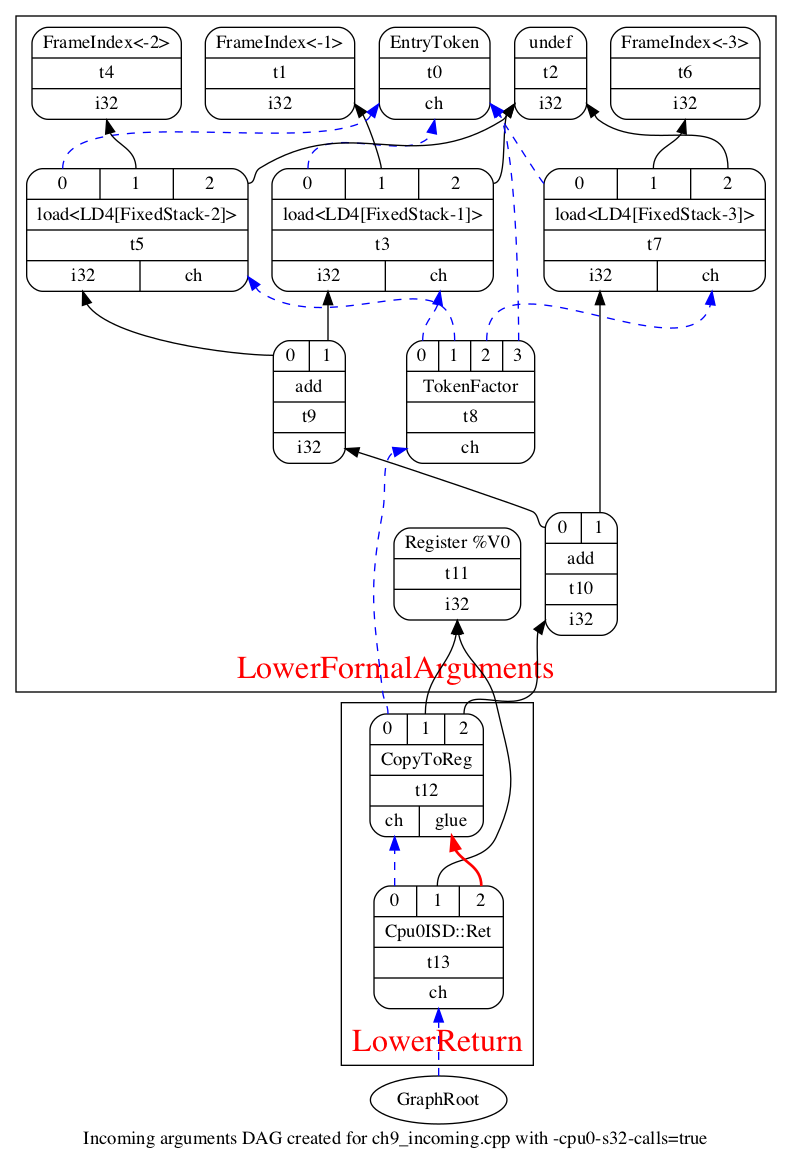 FrameIndex<-2> FrameIndex<-1> EntryToken undef FrameIndex<-3>
t4 t1 t0 t2 t6
i32 i32 ch i32 i32
0 1 2 0 1 2 0 1 2
load<LD4[FixedStack-2]> load<LD4[FixedStack-1]> load<LD4[FixedStack-3]>
t5 t3 t7
i32 ch i32 ch i32 ch
0 1 0 1 2 3
add TokenFactor
t9 t8
i32 ch
0 1
Register %V0 add
t11 t10
i32 i32
LowerFormalArguments
0 1 2
CopyToReg
t12
ch glue
0 1 2
Cpu0ISD::Ret
t13
ch
LowerReturn
GraphRoot
Incoming arguments DAG created for ch9_incoming.cpp with -cpu0-s32-calls=true